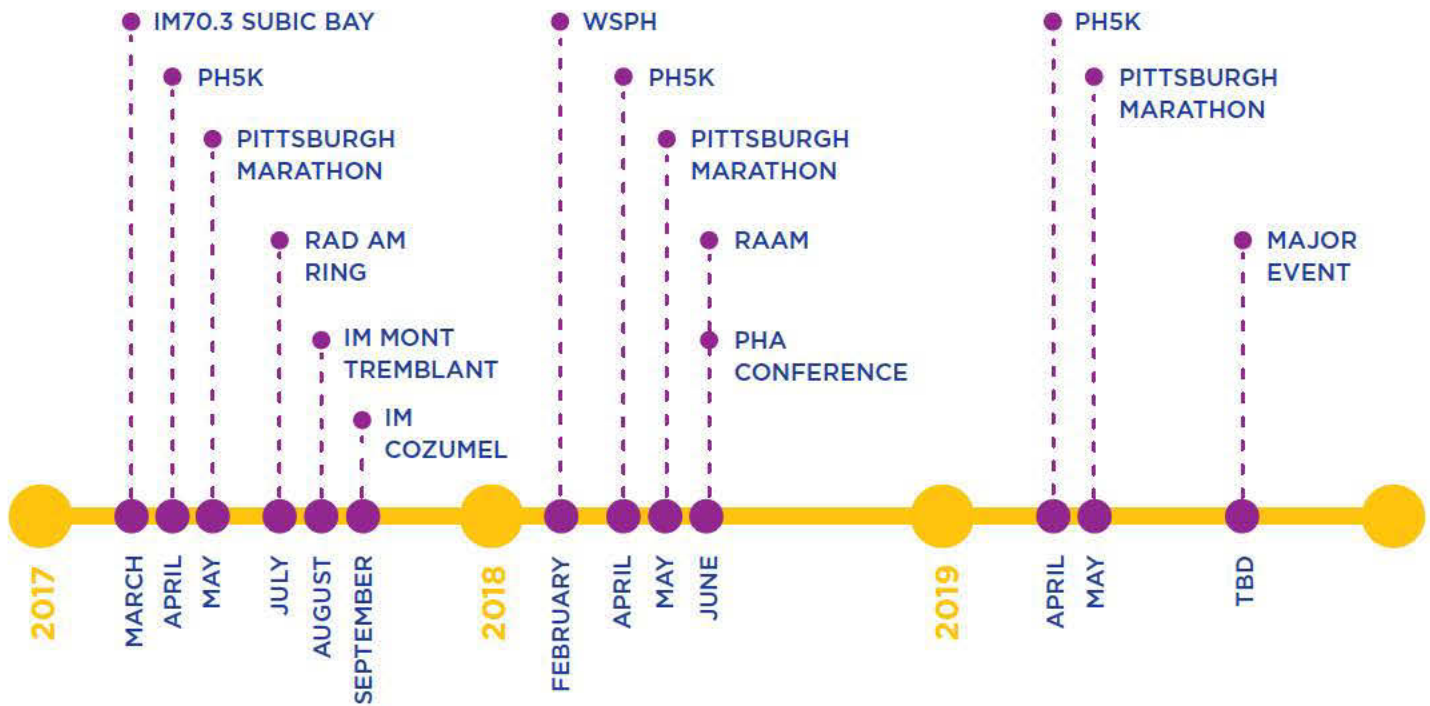 IM70.3 SUBIC BAY
PH5K
PITTSBURGH
MARATHON
RAD AM
RING
IM MONT
TREMBLANT
IM
COZUMEL
WSPH
PH5K
PITTSBURGH
MARATHON
RAAM
PHA
CONFERENCE
PH5K
PITTSBURGH
MARATHON
MAJOR
EVENT
2017
MARCH
APRIL
MAY
JULY
AUGUST
SEPTEMBER
2018
FEBRUARY
APRIL
MAY
JUNE
2019
APRIL
MAY
TBD